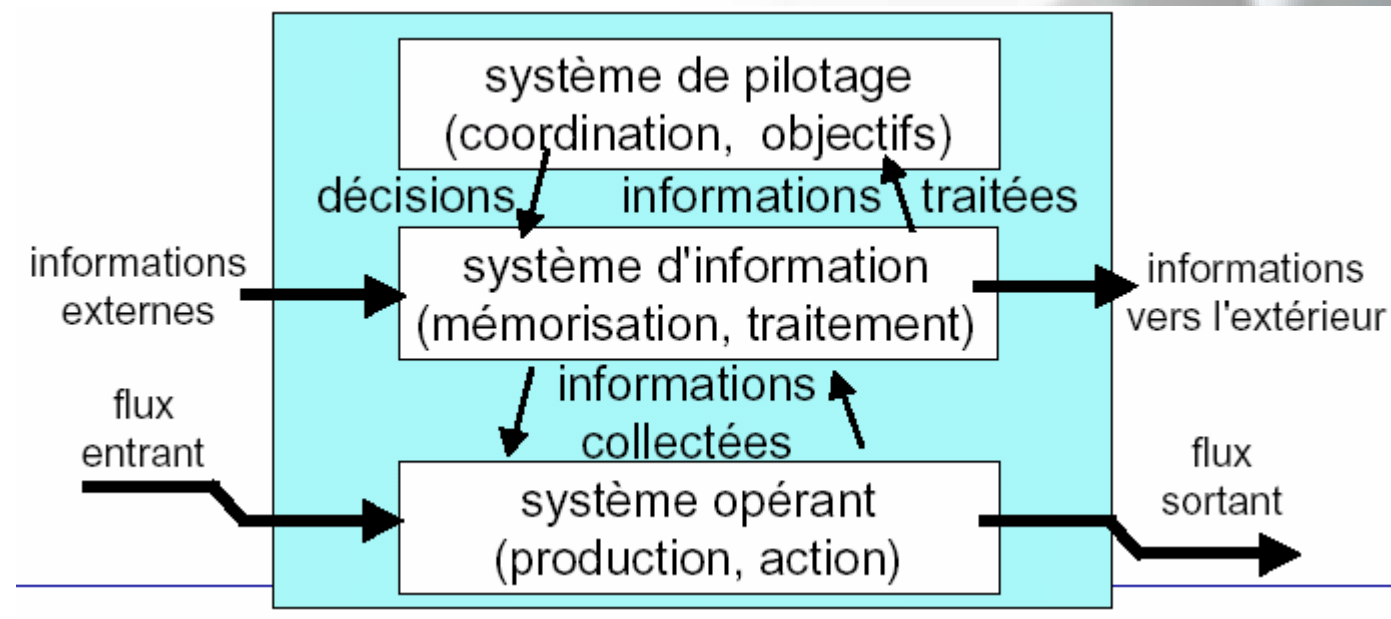 système de pilotage
(coordination, objectifs)
décisions informations traitées
informations
externes
système d'information
(mémorisation, traitement)
informations
vers l'extérieur
informations
collectées
flux
entrant
système opérant
(production, action)
flux
sortant